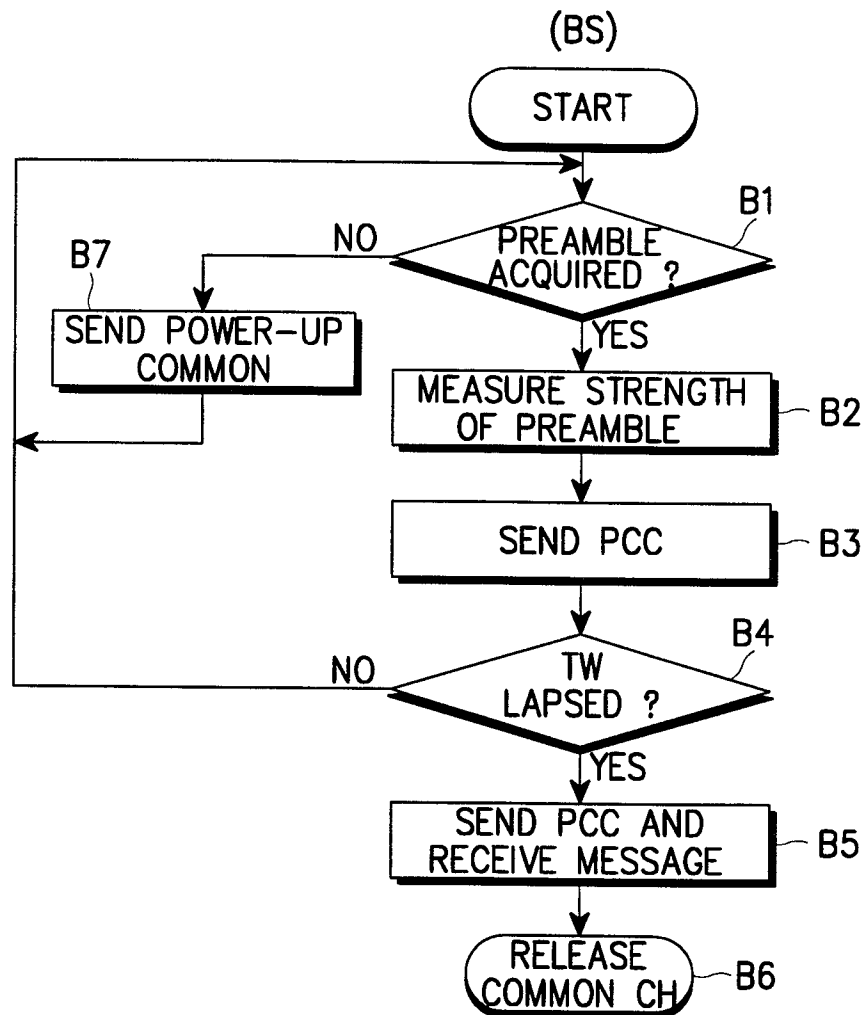 (BS)
START
B1
PREAMBLE
ACQUIRED ?
NO
YES
B7
SEND POWER-UP
COMMON
MEASURE STRENGTH
OF PREAMBLE
B2
SEND PCC
B3
B4
TW
LAPSED ?
NO
YES
SEND PCC AND
RECEIVE MESSAGE
B5
RELEASE
COMMON CH
B6